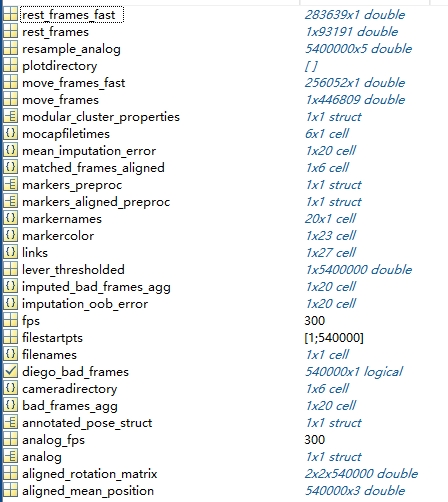 rest_frames_fast 283639x1 double
rest_frames 1x93191 double
resample_analog 5400000x5 double
plotdirectory []
move_frames_fast 256052x1 double
move_frames 1x446809 double
modular_cluster_properties 1x1 struct
mocapfiletimes 6x1 cell
mean_imputation_error 1x20 cell
matched_frames_aligned 1x6 cell
markers_preproc 1x1 struct
markers_aligned_preproc 1x1 struct
markernames 20x1 cell
markercolor 1x23 cell
links 1x27 cell
lever_thresholded 1x5400000 double
imputed_bad_frames_agg 1x20 cell
imputation_oob_error 1x20 cell
fps 300
filestartpts [1;540000]
filenames 1x1 cell
diego_bad_frames 540000x1 logical
cameradirectory 1x6 cell
bad_frames_agg 1x20 cell
annotated_pose_struct 1x1 struct
analog_fps 300
analog 1x1 struct
aligned_rotation_matrix 2x2x540000 double
aligned_mean_position 540000x3 double